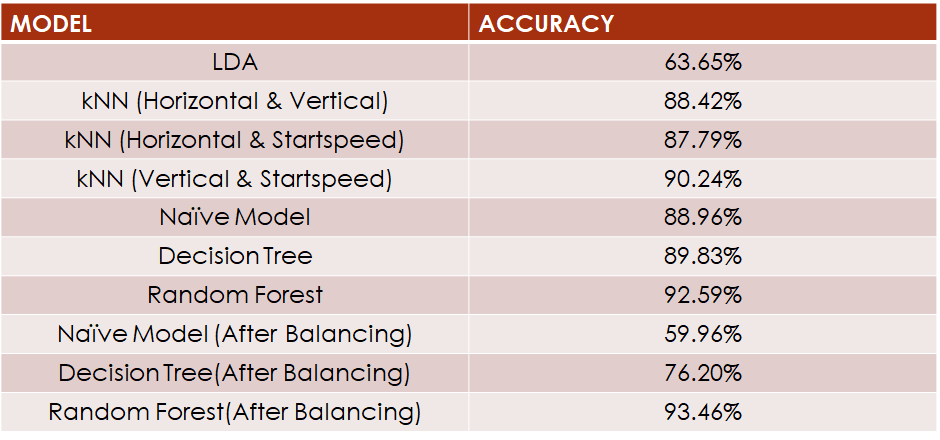 MODEL ACCURACY
LDA 63.65%
kNN (Horizontal & Vertical) 88.42%
kNN (Horizontal & Startspeed) 87.79%
kNN (Vertical & Startspeed) 90.24%
Naïve Model 88.96%
Decision Tree 89.83%
Random Forest 92.59%
Naïve Model (After Balancing) 59.96%
Decision Tree(After Balancing) 76.20%
Random Forest(After Balancing) 93.46%